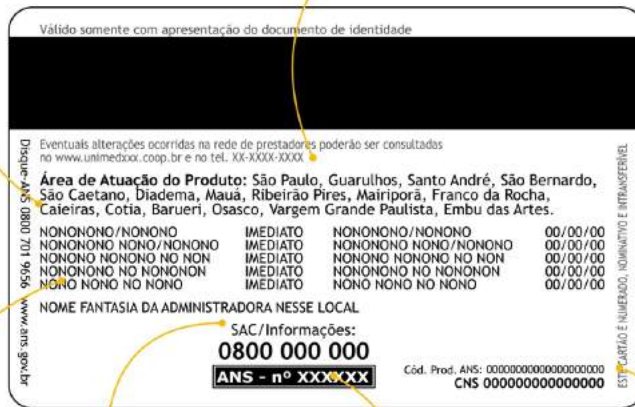 Válido somente com apresentação do documento de identidade
Eventuais alterações ocorridas na rede de prestadores poderão ser consultadas
no www.unimedxxx.coop.br e no tel. XX-XXXX-XXXX
Área de Atuação do Produto: São Paulo, Guarulhos, Santo André, São Bernardo,
São Caetano, Diadema, Mauá, Ribeirão Pires, Mairiporã, Franco da Rocha,
Caieiras, Cotia, Barueri, Osasco, Vargem Grande Paulista, Embu das Artes.
NONONONO/NONONO IMEDIATO NONONONO/NONONO 00/00/00
NONONONO NONO/NONONO IMEDIATO NONONONO NONO/NONONO 00/00/00
NONONO NONONO NO NON IMEDIATO NONONO NONONO NO NON 00/00/00
NONONONO NO NONONON IMEDIATO NONONONO NO NONONON 00/00/00
NONO NONO NO NONO IMEDIATO NONO NONO NO NONO 00/00/00
NOME FANTASIA DA ADMINISTRADORA NESSE LOCAL
SAC/Informações:
0800 000 000
ANS - nº XXXXXX
Cód. Prod. ANS: 00000000000000000000
CNS 000000000000000
Disque-ANS 0800 701 9656 www.ans.gov.br
ESTE CARTÃO É NUMERADO, NOMINATIVO E INTRANSFERÍVEL